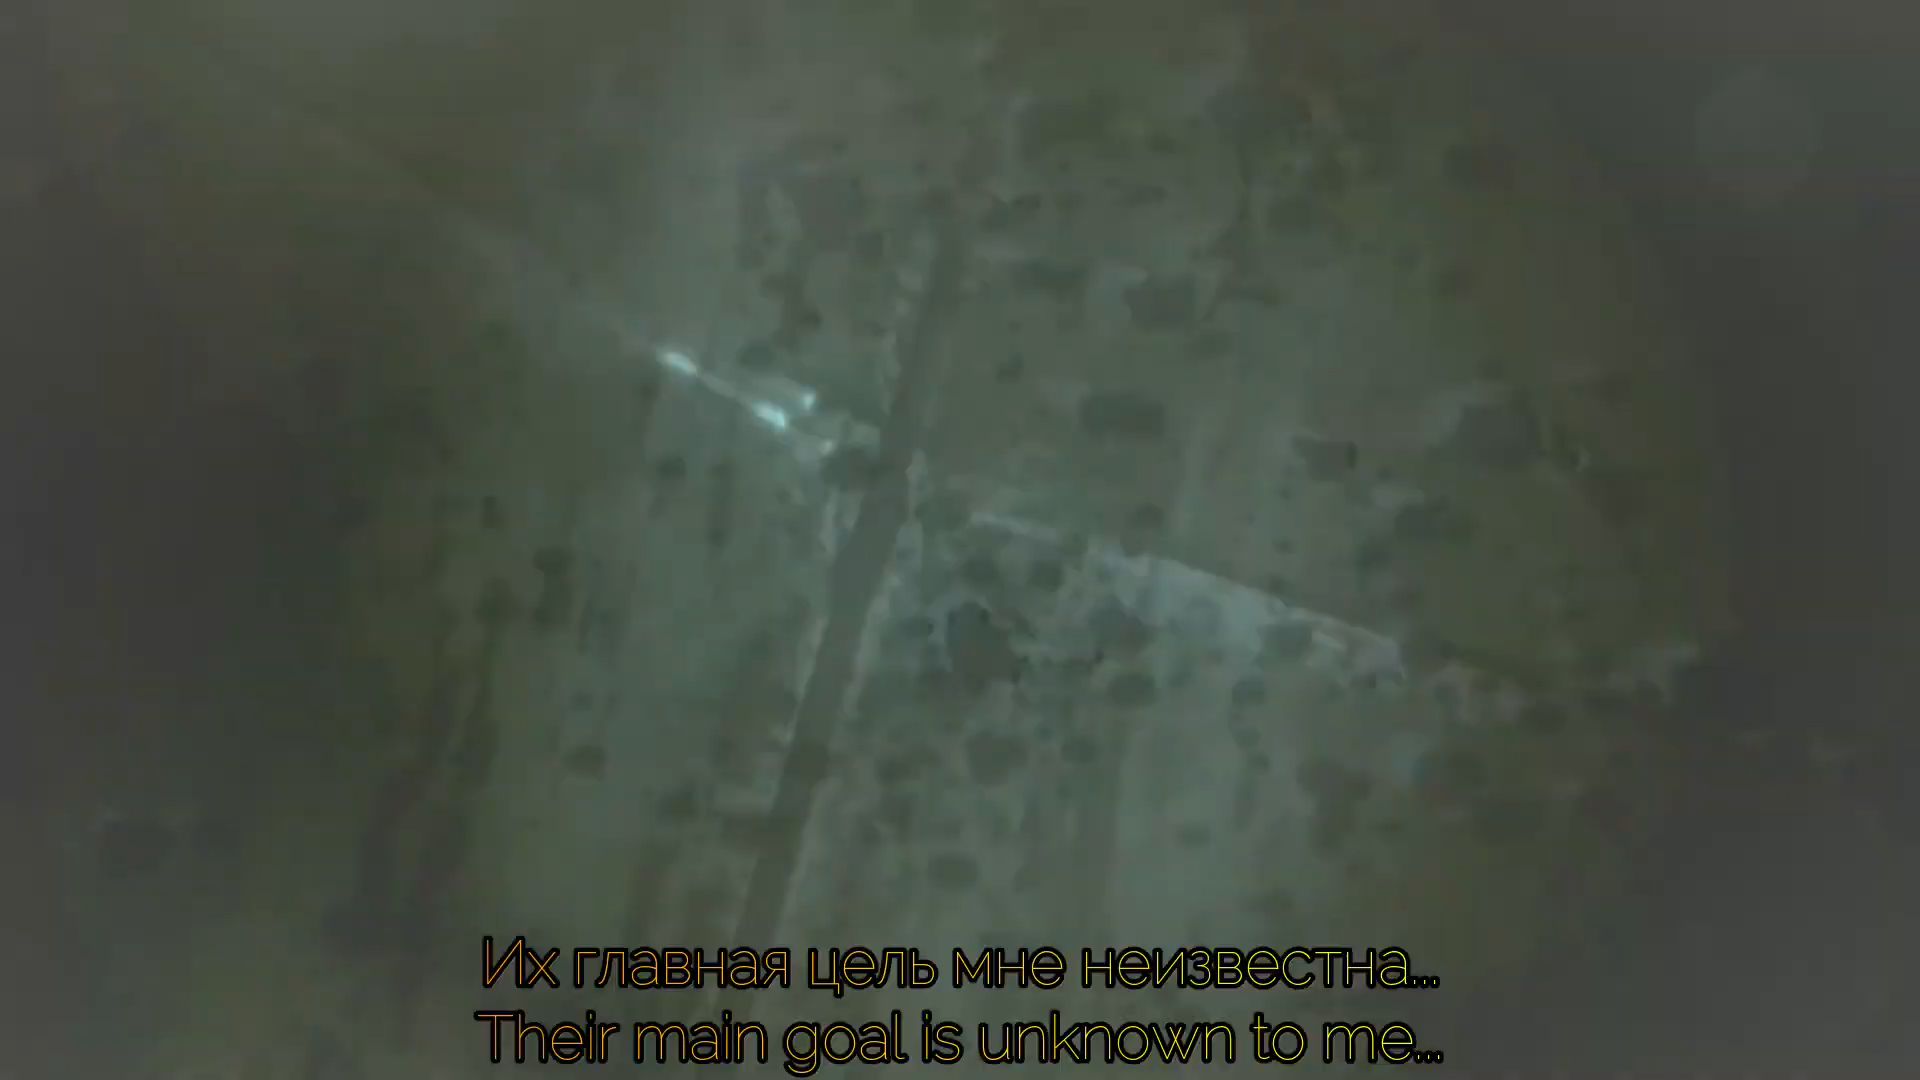 Их главная цель мне неизвестна...
Their main goal is unknown to me...